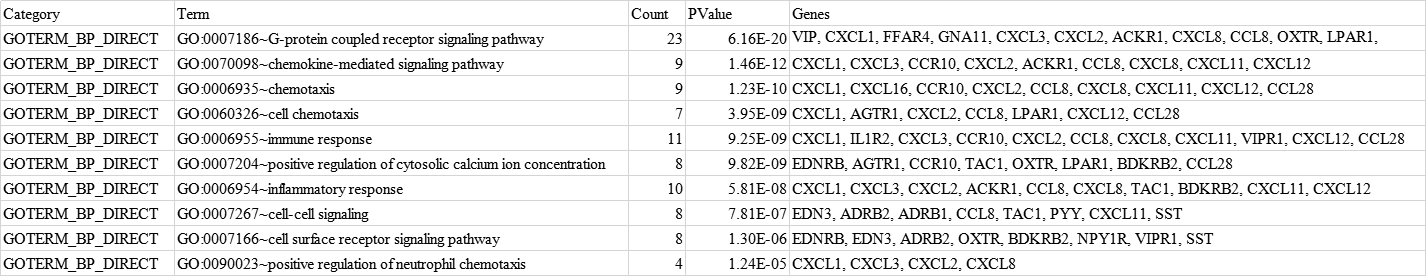 Category Term Count PValue Genes
GOTERM_BP_DIRECT GO:0007186~G-protein coupled receptor signaling pathway 23 6.16E-20 VIP, CXCL1, FFAR4, GNA11, CXCL3, CXCL2, ACKR1, CXCL8, CCL8, OXTR, LPAR1,
GOTERM_BP_DIRECT GO:0070098~chemokine-mediated signaling pathway 9 1.46E-12 CXCL1, CXCL3, CCR10, CXCL2, ACKR1, CCL8, CXCL8, CXCL11, CXCL12
GOTERM_BP_DIRECT GO:0006935~chemotaxis 9 1.23E-10 CXCL1, CXCL16, CCR10, CXCL2, CCL8, CXCL8, CXCL11, CXCL12, CCL28
GOTERM_BP_DIRECT GO:0060326~cell chemotaxis 7 3.95E-09 CXCL1, AGTR1, CXCL2, CCL8, LPAR1, CXCL12, CCL28
GOTERM_BP_DIRECT GO:0006955~immune response 11 9.25E-09 CXCL1, IL1R2, CXCL3, CCR10, CXCL2, CCL8, CXCL8, CXCL11, VIPR1, CXCL12, CCL28
GOTERM_BP_DIRECT GO:0007204~positive regulation of cytosolic calcium ion concentration 8 9.82E-09 EDNRB, AGTR1, CCR10, TAC1, OXTR, LPAR1, BDKRB2, CCL28
GOTERM_BP_DIRECT GO:0006954~inflammatory response 10 5.81E-08 CXCL1, CXCL3, CXCL2, ACKR1, CCL8, CXCL8, TAC1, BDKRB2, CXCL11, CXCL12
GOTERM_BP_DIRECT GO:0007267~cell-cell signaling 8 7.81E-07 EDN3, ADRB2, ADRB1, CCL8, TAC1, PYY, CXCL11, SST
GOTERM_BP_DIRECT GO:0007166~cell surface receptor signaling pathway 8 1.30E-06 EDNRB, EDN3, ADRB2, OXTR, BDKRB2, NPY1R, VIPR1, SST
GOTERM_BP_DIRECT GO:0090023~positive regulation of neutrophil chemotaxis 4 1.24E-05 CXCL1, CXCL3, CXCL2, CXCL8